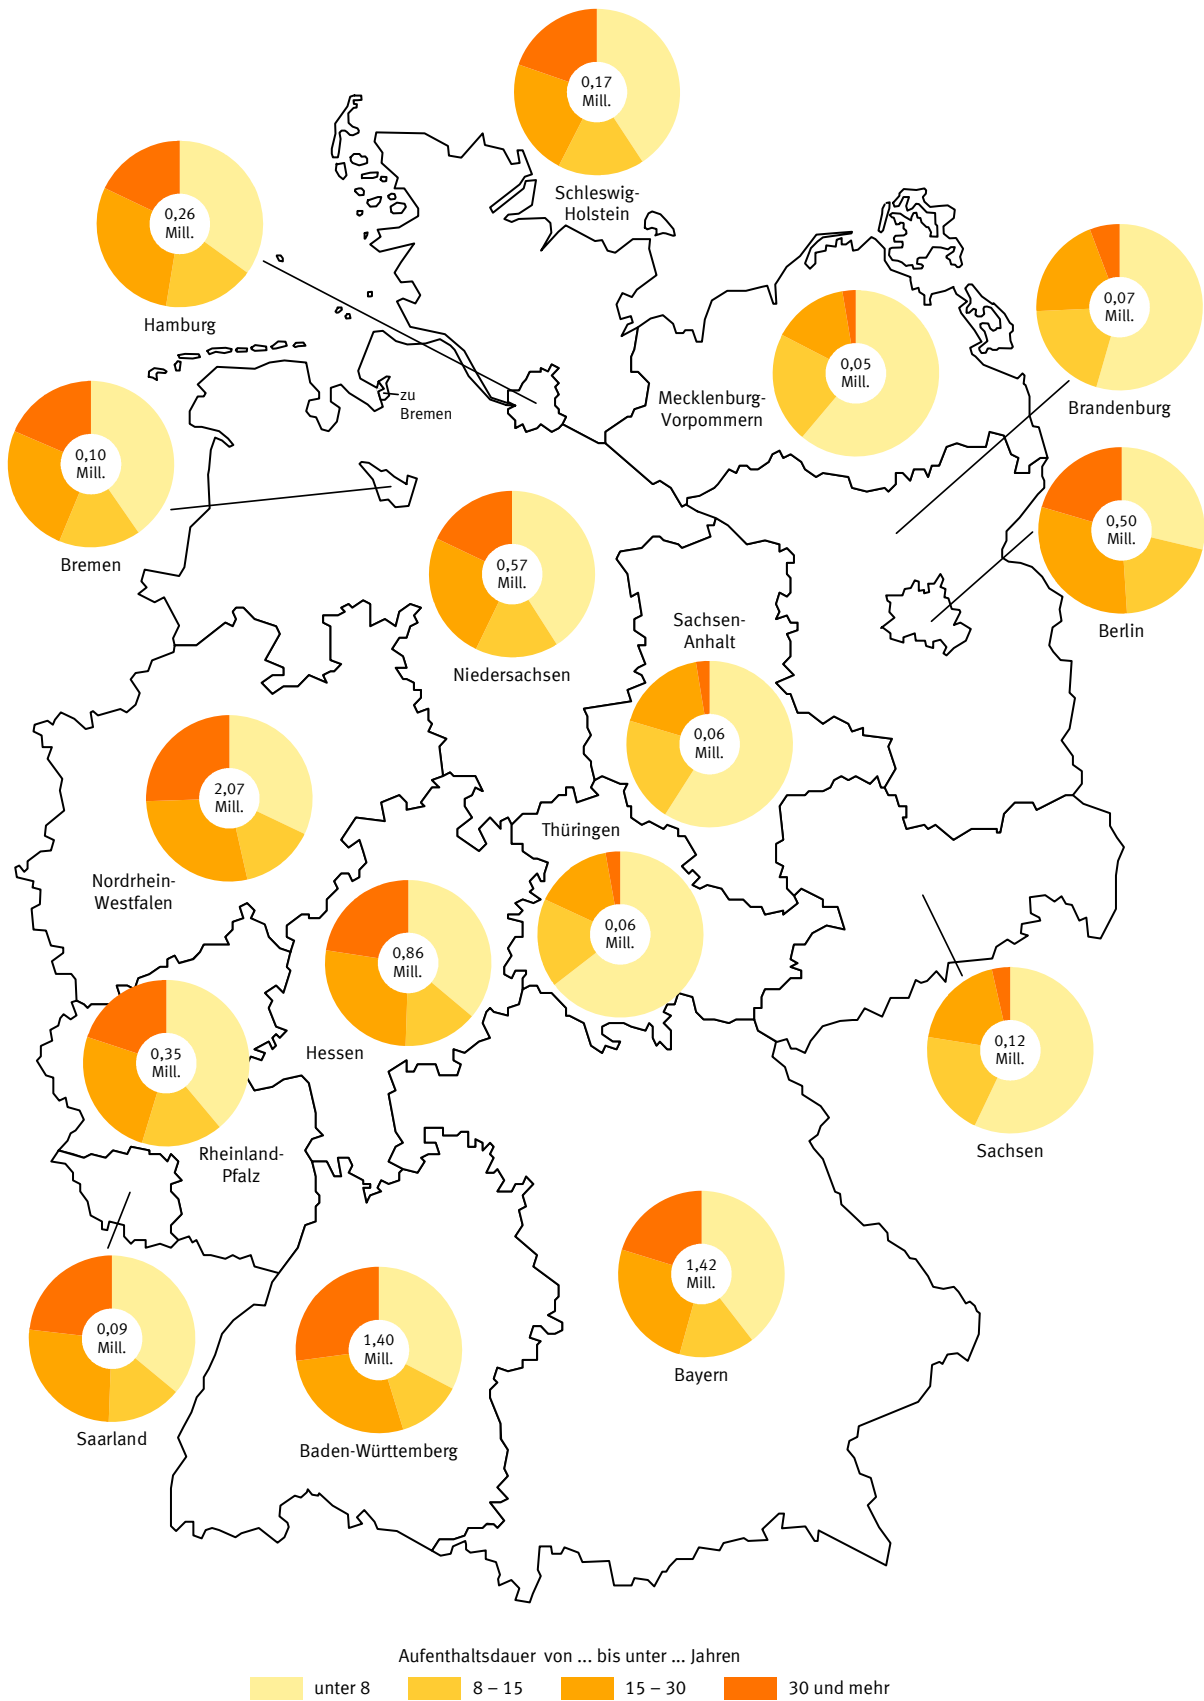 0,17
Mill.
Schleswig-
Holstein
0,26
Mill.
Hamburg
0,07
Mill.
Brandenburg
0,05
Mill.
Mecklenburg-
Vorpommern
zu
Bremen
0,10
Mill.
Bremen
0,50
Mill.
Berlin
0,57
Mill.
Niedersachsen
Sachsen-
Anhalt
0,06
Mill.
2,07
Mill.
Nordrhein-
Westfalen
Thüringen
0,06
Mill.
0,86
Mill.
Hessen
0,35
Mill.
Rheinland-
Pfalz
0,12
Mill.
Sachsen
1,42
Mill.
Bayern
0,09
Mill.
Saarland
1,40
Mill.
Baden-Württemberg
Aufenthaltsdauer von ... bis unter ... Jahren
unter 8
8 – 15
15 – 30
30 und mehr